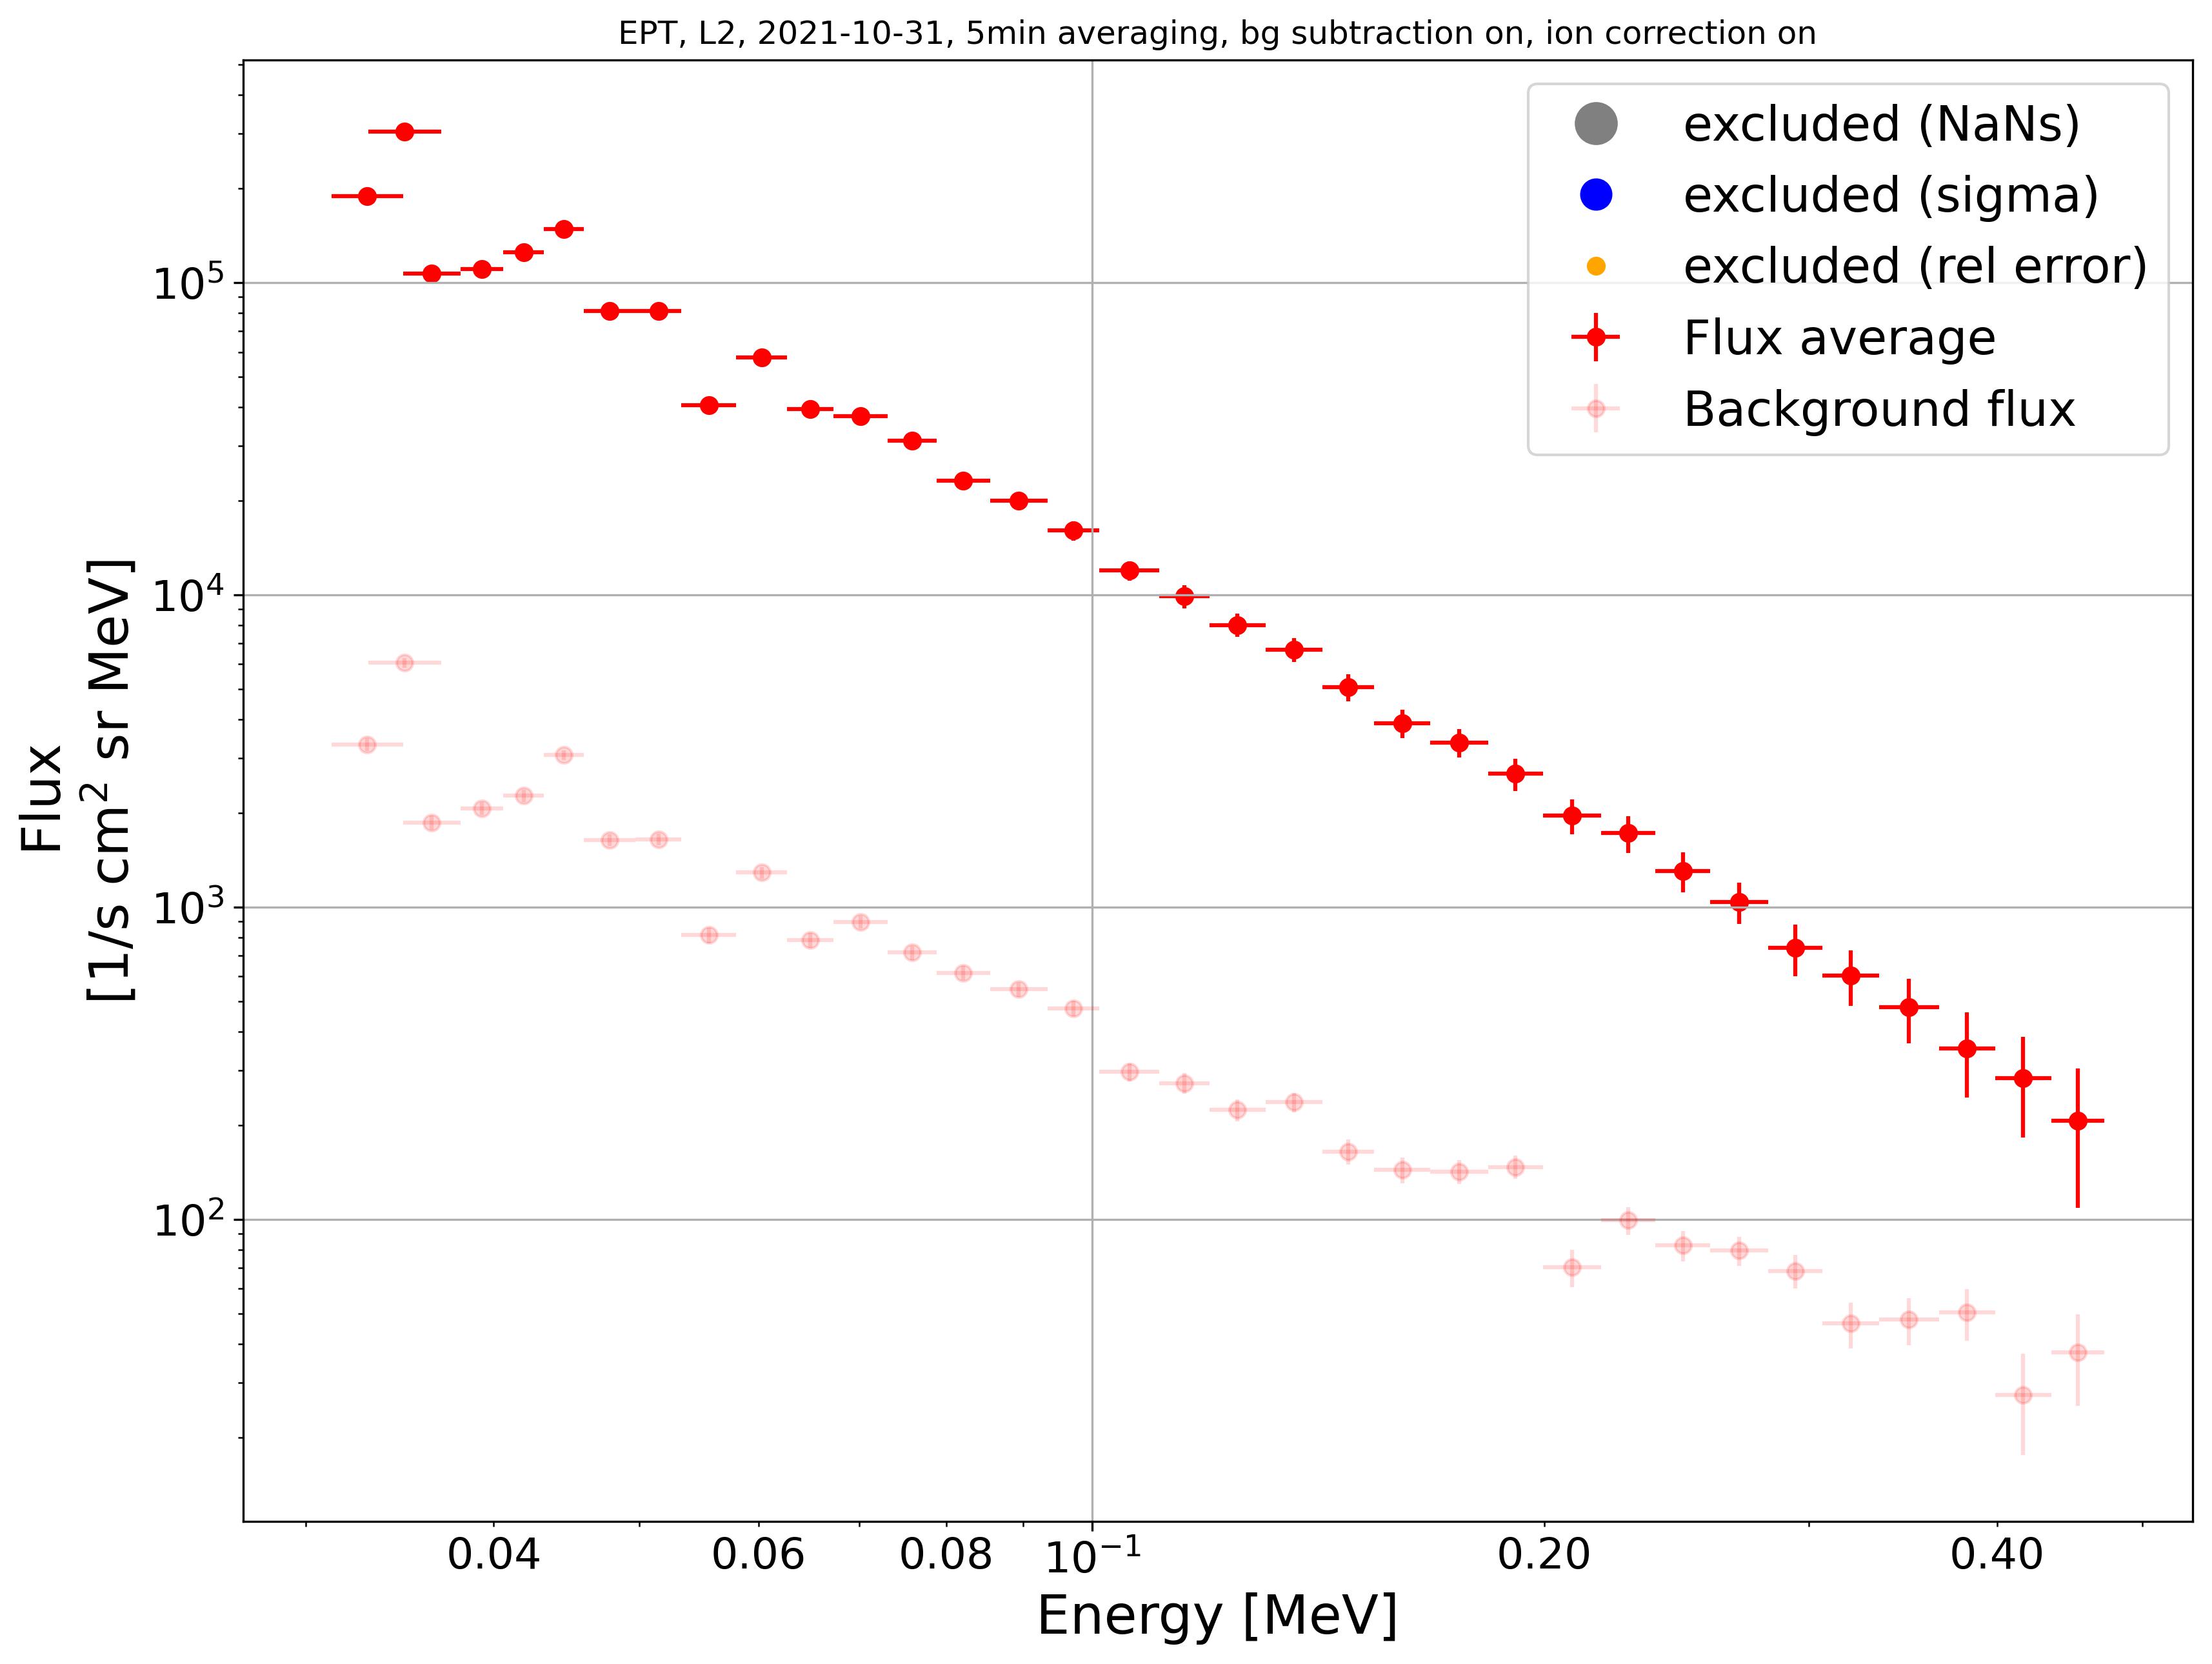 EPT, L2, 2021-10-31, 5min averaging, bg subtraction on, ion correction on
excluded (NaNs)
excluded (sigma)
excluded (rel error)
Flux average
Background flux
10⁵
10⁴
10³
10²
Flux
[1/s cm² sr MeV]
0.04 0.06 0.08 10⁻¹ 0.20 0.40
Energy [MeV]